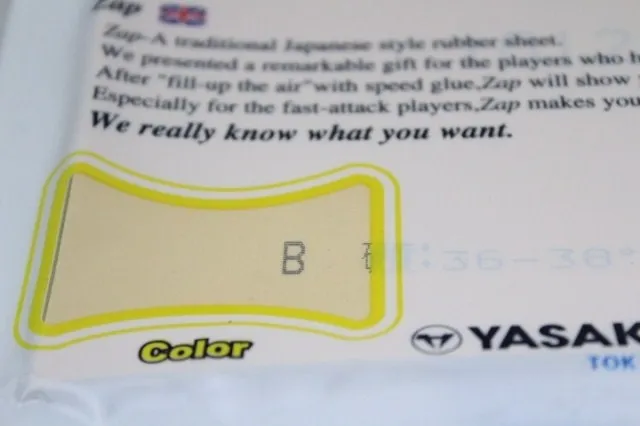 Zap
Zap-A traditional Japanese style rubber sheet.
We presented a remarkable gift for the players who h
After "fill-up the air"with speed glue,Zap will show
Especially for the fast-attack players,Zap makes you
We really know what you want.
B
:36-38°
Color
YASAK
TOK